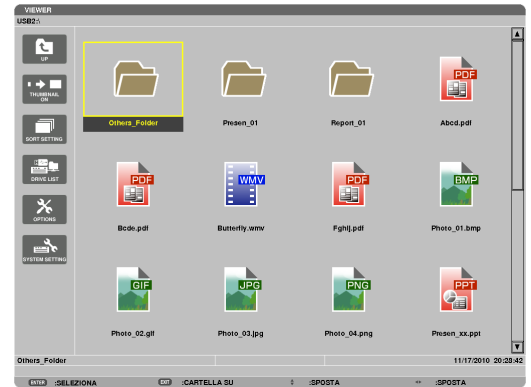 VIEWER
USB2:\
UP
THUMBNAIL
ON
SORT SETTING
DRIVE LIST
OPTIONS
SYSTEM SETTING
Others_Folder
Presen_01
Report_01
PDF
Abcd.pdf
PDF
Bcde.pdf
WMV
Butterfly.wmv
PDF
Fghij.pdf
BMP
Photo_01.bmp
GIF
Photo_02.gif
JPG
Photo_03.jpg
PNG
Photo_04.png
PPT
Presen_xx.ppt
Others_Folder
11/17/2010 20:28:42
ENTER :SELEZIONA EXIT :CARTELLA SU :SPOSTA :SPOSTA